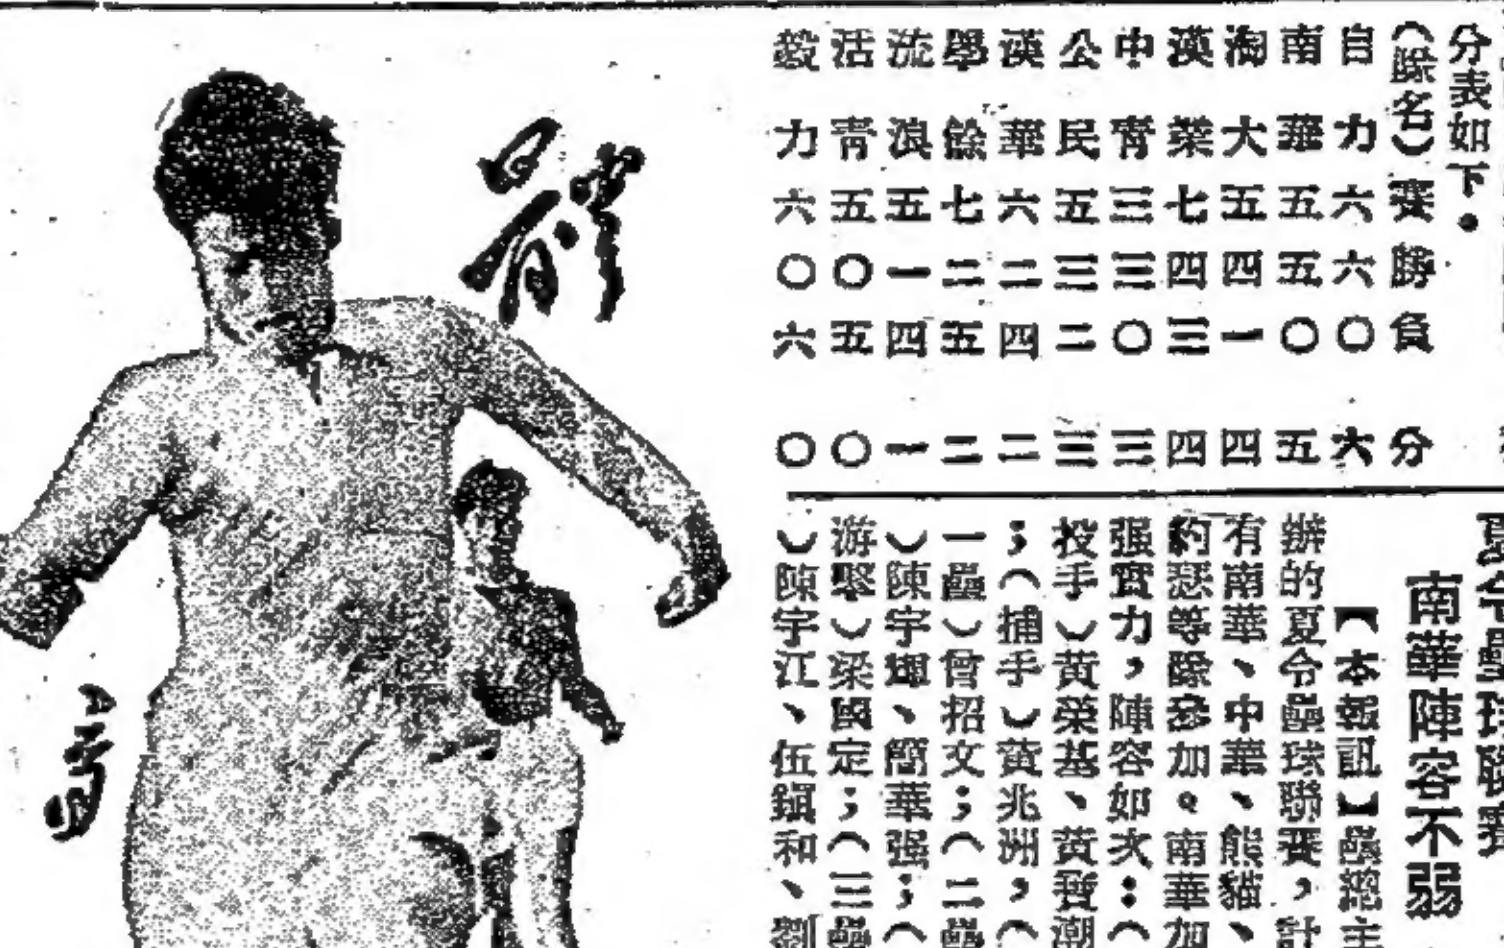 分表如下。
(隊名)賽勝負 分
自力六六〇 六
南華五五〇 五
淘大五四一 四
漢業七四三 四
中青三三〇 三
公民五三二 三
漢華六二四 二
學餘七二五 二
流浪五一四 一
活青五〇五 〇
毅力六〇六 〇
體育
夏令壘球聯賽
南華陣容不弱
【本報訊】壘總主
辦的夏令壘球聯賽,計
有南華、中華、熊貓、
約瑟等隊參加。南華加
强實力,陣容如次:(
投手)黃榮基、黃寶潮
;(捕手)黃兆洲,(
一壘)曾招文;(二壘
)陳宇輝、簡華强;(
游擊)梁國定;(三壘
)陳宇江、伍鎭和、劉